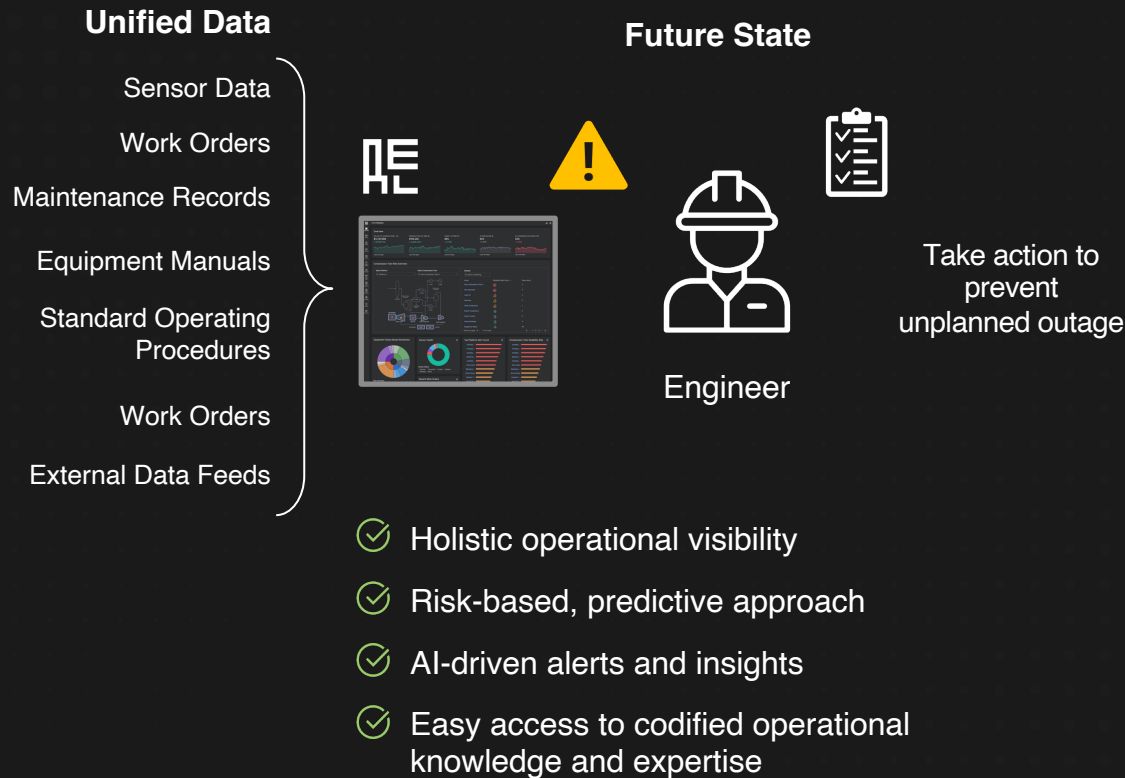 Unified Data
Sensor Data
Work Orders
Maintenance Records
Equipment Manuals
Standard Operating
Procedures
Work Orders
External Data Feeds
Future State
Engineer
Take action to
prevent
unplanned outage
Holistic operational visibility
Risk-based, predictive approach
AI-driven alerts and insights
Easy access to codified operational
knowledge and expertise